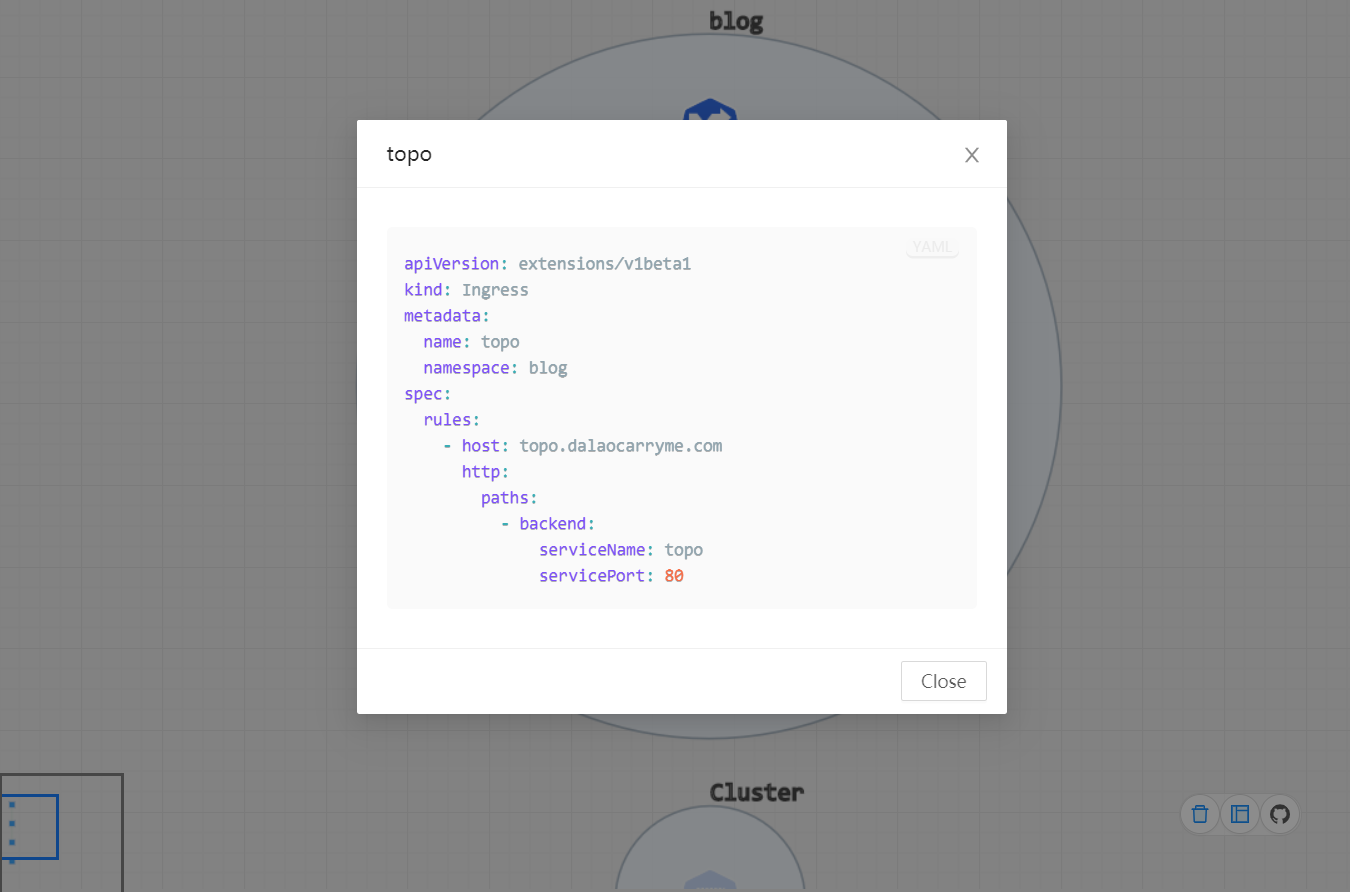 blog
topo
YAML
apiVersion: extensions/v1beta1
kind: Ingress
metadata:
  name: topo
  namespace: blog
spec:
  rules:
    - host: topo.dalaocarryme.com
      http:
        paths:
          - backend:
              serviceName: topo
              servicePort: 80
Close
Cluster